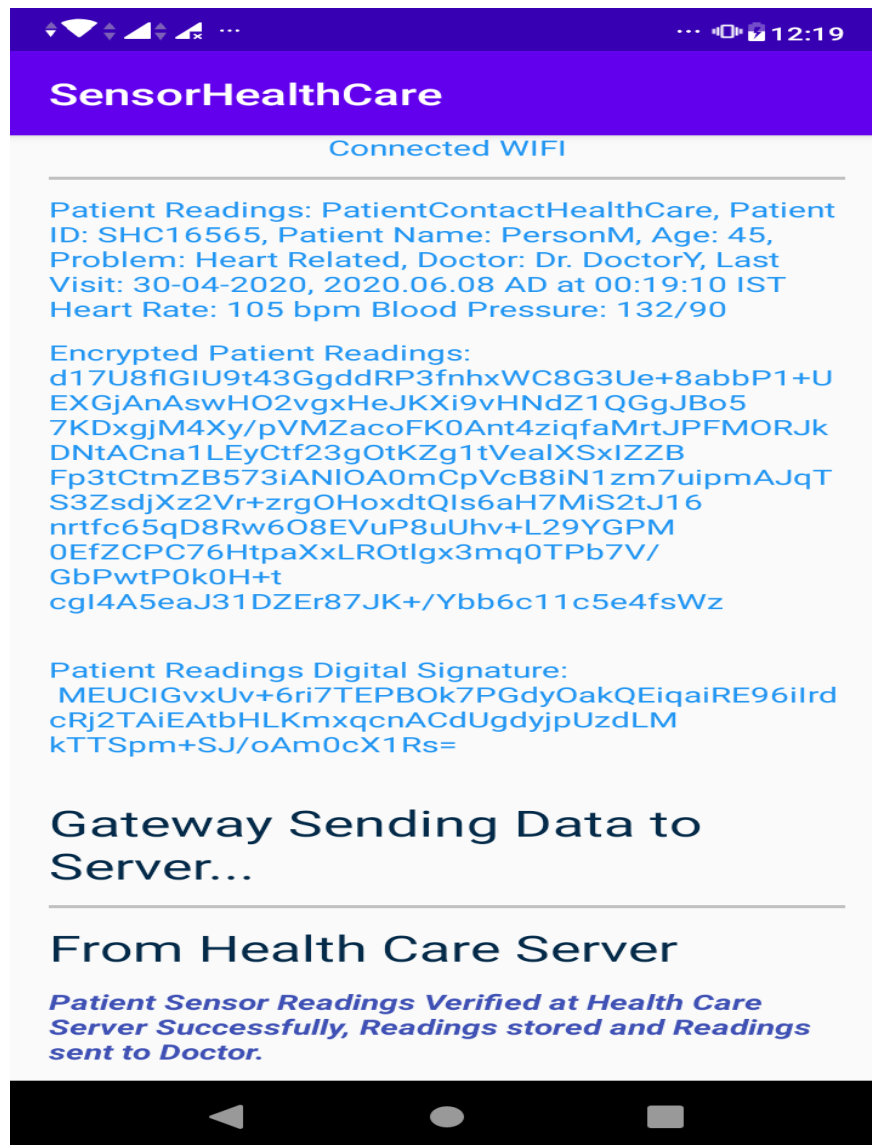 12:19
SensorHealthCare
Connected WIFI
Patient Readings: PatientContactHealthCare, Patient
ID: SHC16565, Patient Name: PersonM, Age: 45,
Problem: Heart Related, Doctor: Dr. DoctorY, Last
Visit: 30-04-2020, 2020.06.08 AD at 00:19:10 IST
Heart Rate: 105 bpm Blood Pressure: 132/90
Encrypted Patient Readings:
d17U8flGIU9t43GgddRP3fnhxWC8G3Ue+8abbP1+U
EXGjAnAswHO2vgxHeJKXi9vHNdZ1QGgJBo5
7KDxgjM4Xy/pVMZacoFK0Ant4ziqfaMrtJPFMORJk
DNtACna1LEyCtf23gOtKZg1tVealXSxIZZB
Fp3tCtmZB573iANlOA0mCpVcB8iN1zm7uipmAJqT
S3ZsdjXz2Vr+zrgOHoxdtQIs6aH7MiS2tJ16
nrtfc65qD8Rw6O8EVuP8uUhv+L29YGPM
0EfZCPC76HtpaXxLROtlgx3mq0TPb7V/
GbPwtP0k0H+t
cgI4A5eaJ31DZEr87JK+/Ybb6c11c5e4fsWz
Patient Readings Digital Signature:
MEUCIGvxUv+6ri7TEPBOk7PGdyOakQEiqaiRE96iIrd
cRj2TAiEAtbHLKmxqcnACdUgdyjpUzdLM
kTTSpm+SJ/oAm0cX1Rs=
Gateway Sending Data to
Server...
From Health Care Server
Patient Sensor Readings Verified at Health Care
Server Successfully, Readings stored and Readings
sent to Doctor.